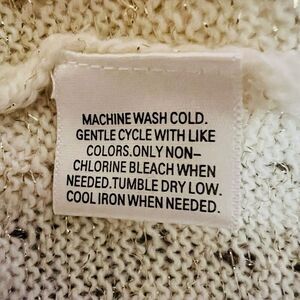 MACHINE WASH COLD.
GENTLE CYCLE WITH LIKE
COLORS.ONLY NON-
CHLORINE BLEACH WHEN
NEEDED.TUMBLE DRY LOW.
COOL IRON WHEN NEEDED.